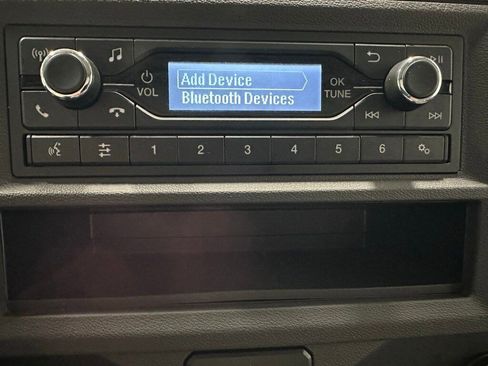 Add Device
Bluetooth Devices
VOL
OK
TUNE
1 2 3 4 5 6